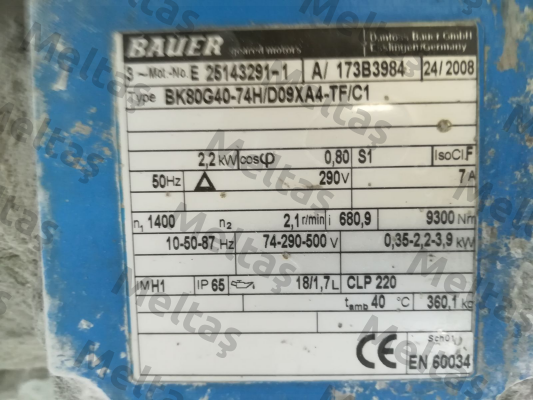 BAUER geared motors Danfoss Bauer GmbH
Esslingen/Germany
3 ~Mot.-No. E 25143291-1 A/ 173B3984 24/2008
Type BK80G40-74H/D09XA4-TF/C1
2,2 kW cosφ 0,80 S1 IsoCl.F
50Hz △ 290V 7 A
n₁ 1400 n₂ 2,1 r/min i 680,9 9300 Nm
10-50-87 Hz 74-290-500 V 0,35-2,2-3,9 kW
IM H1 IP 65 18/1,7L CLP 220
tamb 40 °C 360,1 kg
CE EN 60034
Meltaş